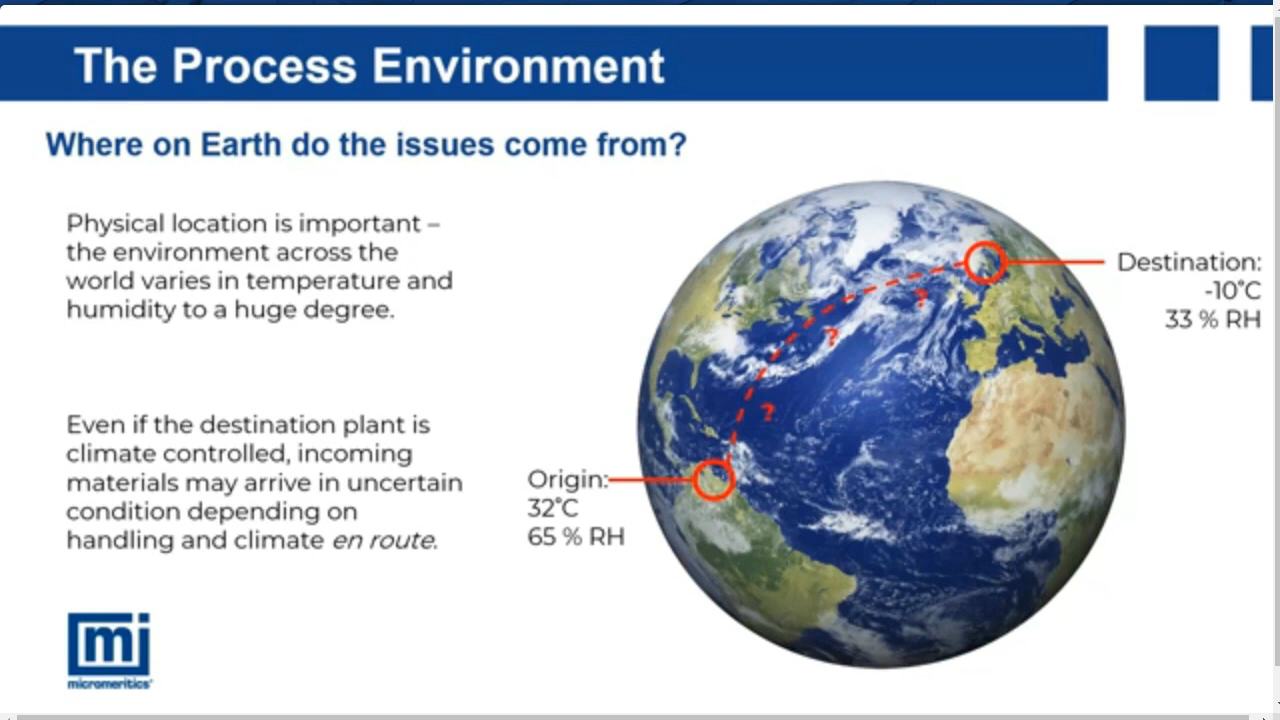 The Process Environment
Where on Earth do the issues come from?
Physical location is important –
the environment across the
world varies in temperature and
humidity to a huge degree.
Even if the destination plant is
climate controlled, incoming
materials may arrive in uncertain
condition depending on
handling and climate en route.
Destination:
-10°C
33 % RH
?
?
?
Origin:
32°C
65 % RH
mi
micromeritics®